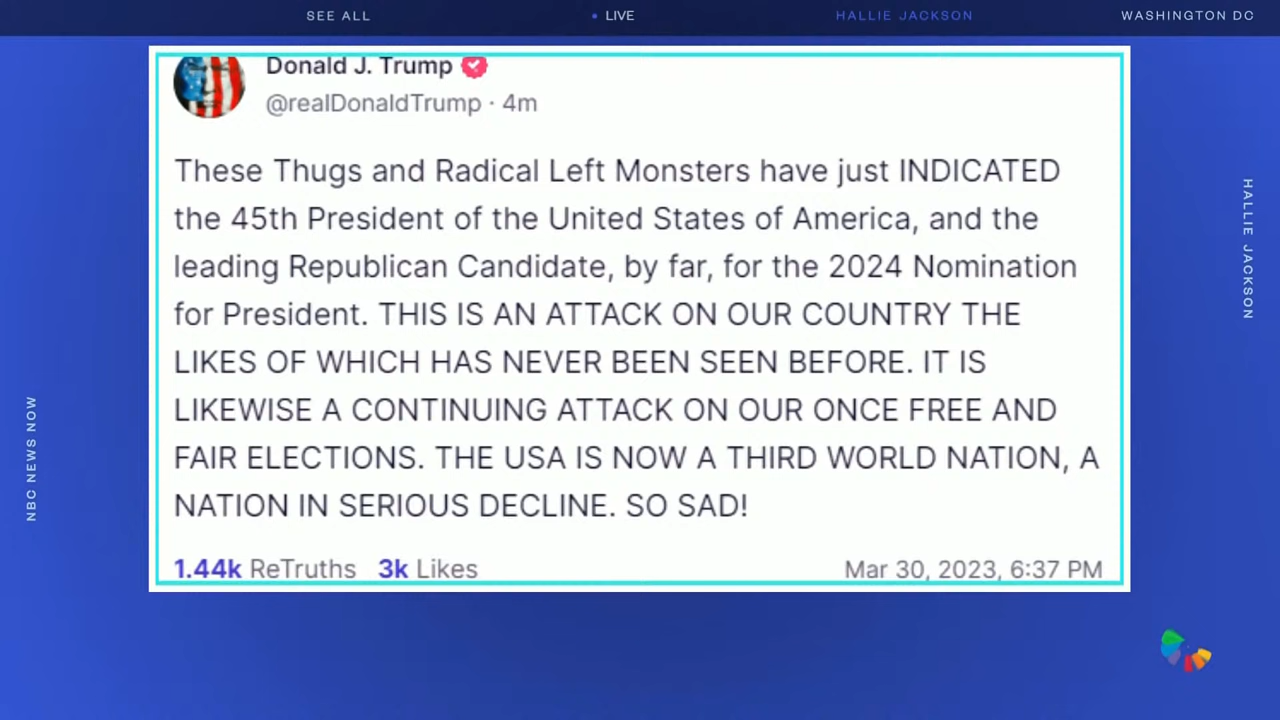 SEE ALL
LIVE
HALLIE JACKSON
WASHINGTON DC
Donald J. Trump
@realDonaldTrump · 4m
These Thugs and Radical Left Monsters have just INDICATED
the 45th President of the United States of America, and the
leading Republican Candidate, by far, for the 2024 Nomination
for President. THIS IS AN ATTACK ON OUR COUNTRY THE
LIKES OF WHICH HAS NEVER BEEN SEEN BEFORE. IT IS
LIKEWISE A CONTINUING ATTACK ON OUR ONCE FREE AND
FAIR ELECTIONS. THE USA IS NOW A THIRD WORLD NATION, A
NATION IN SERIOUS DECLINE. SO SAD!
1.44k ReTruths 3k Likes
Mar 30, 2023, 6:37 PM
NBC NEWS NOW
HALLIE JACKSON